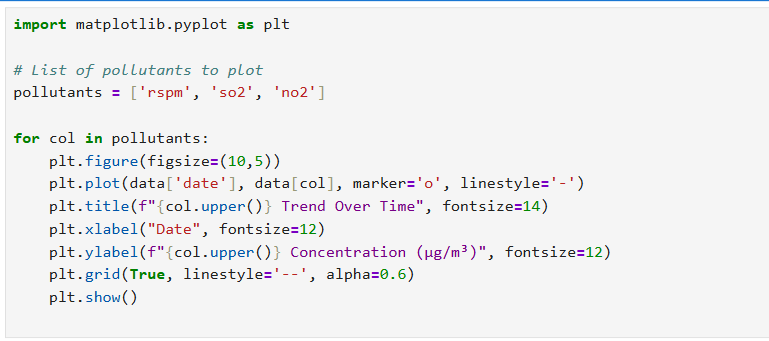 import matplotlib.pyplot as plt

# List of pollutants to plot
pollutants = ['rspm', 'so2', 'no2']

for col in pollutants:
    plt.figure(figsize=(10,5))
    plt.plot(data['date'], data[col], marker='o', linestyle='-')
    plt.title(f"{col.upper()} Trend Over Time", fontsize=14)
    plt.xlabel("Date", fontsize=12)
    plt.ylabel(f"{col.upper()} Concentration (µg/m³)", fontsize=12)
    plt.grid(True, linestyle='--', alpha=0.6)
    plt.show()